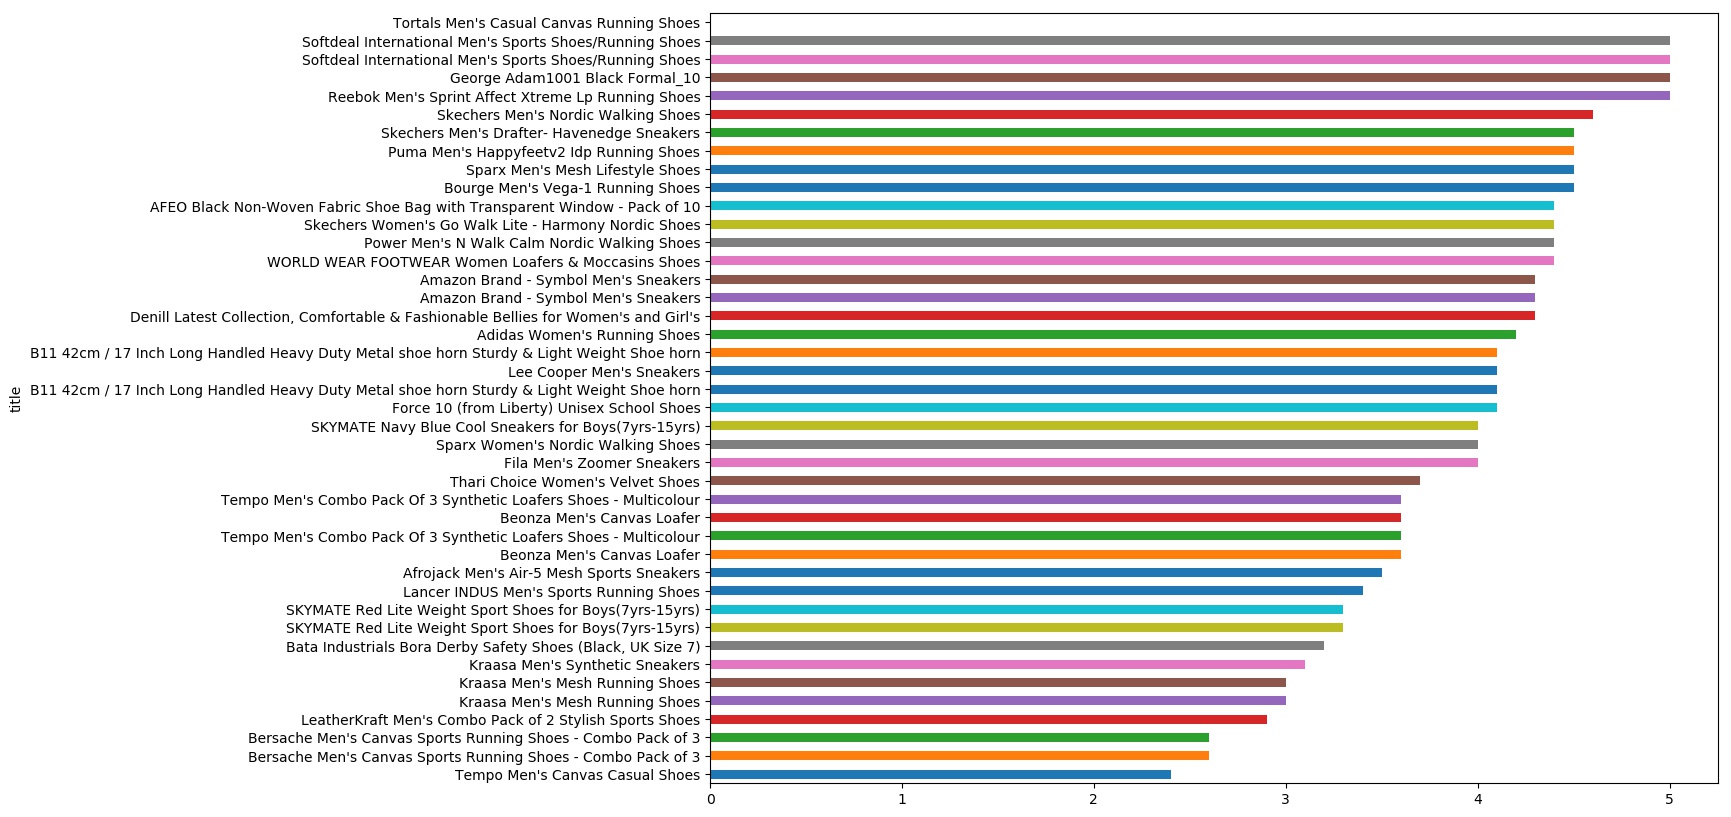 Tortals Men's Casual Canvas Running Shoes
Softdeal International Men's Sports Shoes/Running Shoes
Softdeal International Men's Sports Shoes/Running Shoes
George Adam1001 Black Formal_10
Reebok Men's Sprint Affect Xtreme Lp Running Shoes
Skechers Men's Nordic Walking Shoes
Skechers Men's Drafter- Havenedge Sneakers
Puma Men's Happyfeetv2 Idp Running Shoes
Sparx Men's Mesh Lifestyle Shoes
Bourge Men's Vega-1 Running Shoes
AFEO Black Non-Woven Fabric Shoe Bag with Transparent Window - Pack of 10
Skechers Women's Go Walk Lite - Harmony Nordic Shoes
Power Men's N Walk Calm Nordic Walking Shoes
WORLD WEAR FOOTWEAR Women Loafers & Moccasins Shoes
Amazon Brand - Symbol Men's Sneakers
Amazon Brand - Symbol Men's Sneakers
Denill Latest Collection, Comfortable & Fashionable Bellies for Women's and Girl's
Adidas Women's Running Shoes
B11 42cm / 17 Inch Long Handled Heavy Duty Metal shoe horn Sturdy & Light Weight Shoe horn
Lee Cooper Men's Sneakers
B11 42cm / 17 Inch Long Handled Heavy Duty Metal shoe horn Sturdy & Light Weight Shoe horn
Force 10 (from Liberty) Unisex School Shoes
SKYMATE Navy Blue Cool Sneakers for Boys(7yrs-15yrs)
Sparx Women's Nordic Walking Shoes
Fila Men's Zoomer Sneakers
Thari Choice Women's Velvet Shoes
Tempo Men's Combo Pack Of 3 Synthetic Loafers Shoes - Multicolour
Beonza Men's Canvas Loafer
Tempo Men's Combo Pack Of 3 Synthetic Loafers Shoes - Multicolour
Beonza Men's Canvas Loafer
Afrojack Men's Air-5 Mesh Sports Sneakers
Lancer INDUS Men's Sports Running Shoes
SKYMATE Red Lite Weight Sport Shoes for Boys(7yrs-15yrs)
SKYMATE Red Lite Weight Sport Shoes for Boys(7yrs-15yrs)
Bata Industrials Bora Derby Safety Shoes (Black, UK Size 7)
Kraasa Men's Synthetic Sneakers
Kraasa Men's Mesh Running Shoes
Kraasa Men's Mesh Running Shoes
LeatherKraft Men's Combo Pack of 2 Stylish Sports Shoes
Bersache Men's Canvas Sports Running Shoes - Combo Pack of 3
Bersache Men's Canvas Sports Running Shoes - Combo Pack of 3
Tempo Men's Canvas Casual Shoes
title
0 1 2 3 4 5